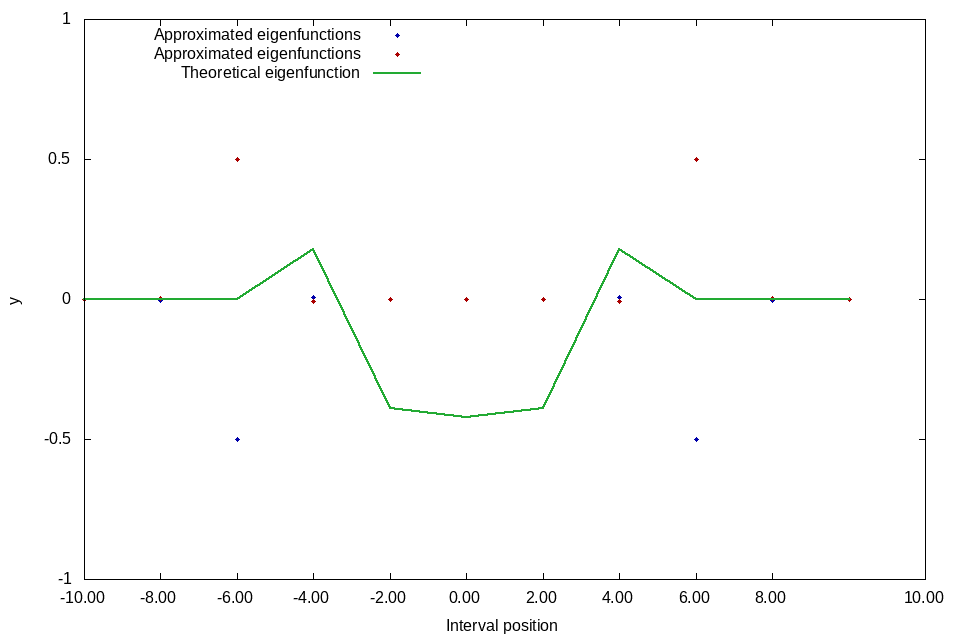 Approximated eigenfunctions
Approximated eigenfunctions
Theoretical eigenfunction
1
0.5
0
-0.5
-1
y
-10.00 -8.00 -6.00 -4.00 -2.00 0.00 2.00 4.00 6.00 8.00 10.00
Interval position